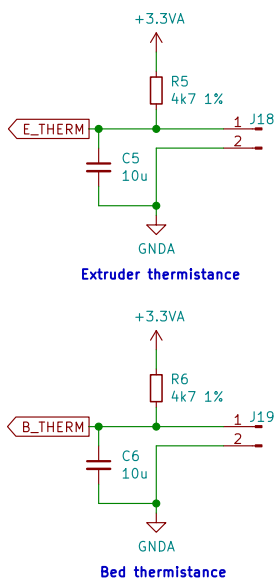 +3.3VA
R5
4k7 1%
E_THERM
1 J18
2
C5
10u
GNDA
Extruder thermistance
+3.3VA
R6
4k7 1%
B_THERM
1 J19
2
C6
10u
GNDA
Bed thermistance